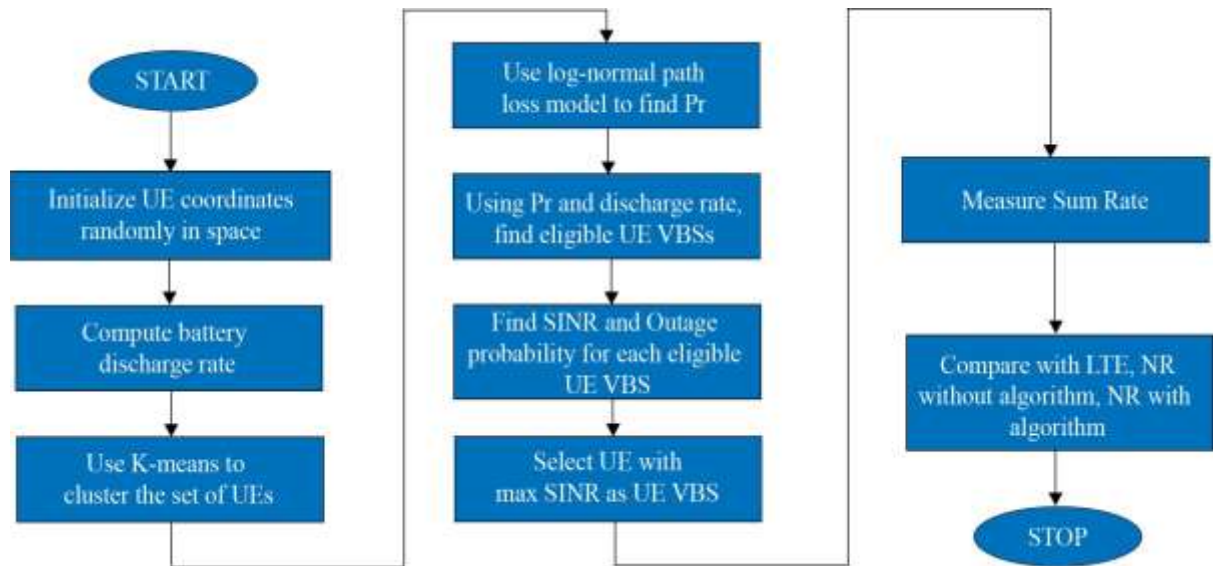 START
Initialize UE coordinates
randomly in space
Compute battery
discharge rate
Use K-means to
cluster the set of UEs
Use log-normal path
loss model to find Pr
Using Pr and discharge rate,
find eligible UE VBSs
Find SINR and Outage
probability for each eligible
UE VBS
Select UE with
max SINR as UE VBS
Measure Sum Rate
Compare with LTE, NR
without algorithm, NR with
algorithm
STOP